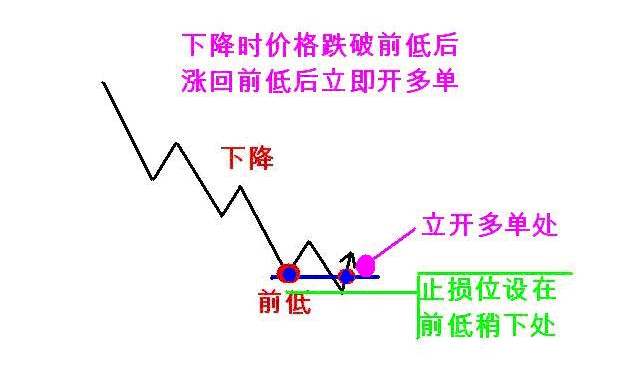 下降时价格跌破前低后
涨回前低后立即开多单
下降
立开多单处
前低
止损位设在
前低稍下处